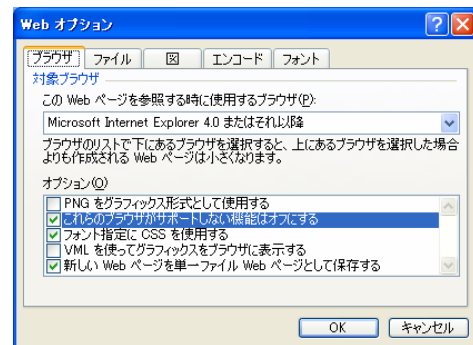 Web オプション
ブラウザ ファイル 図 エンコード フォント
対象ブラウザ
この Web ページを参照する時に使用するブラウザ(P):
Microsoft Internet Explorer 4.0 またはそれ以降
ブラウザのリストで下にあるブラウザを選択すると、上にあるブラウザを選択した場合
よりも作成される Web ページは小さくなります。
オプション(O)
PNG をグラフィックス形式として使用する
これらのブラウザがサポートしない機能はオフにする
フォント指定に CSS を使用する
VML を使ってグラフィックスをブラウザに表示する
新しい Web ページを単一ファイル Web ページとして保存する
OK キャンセル